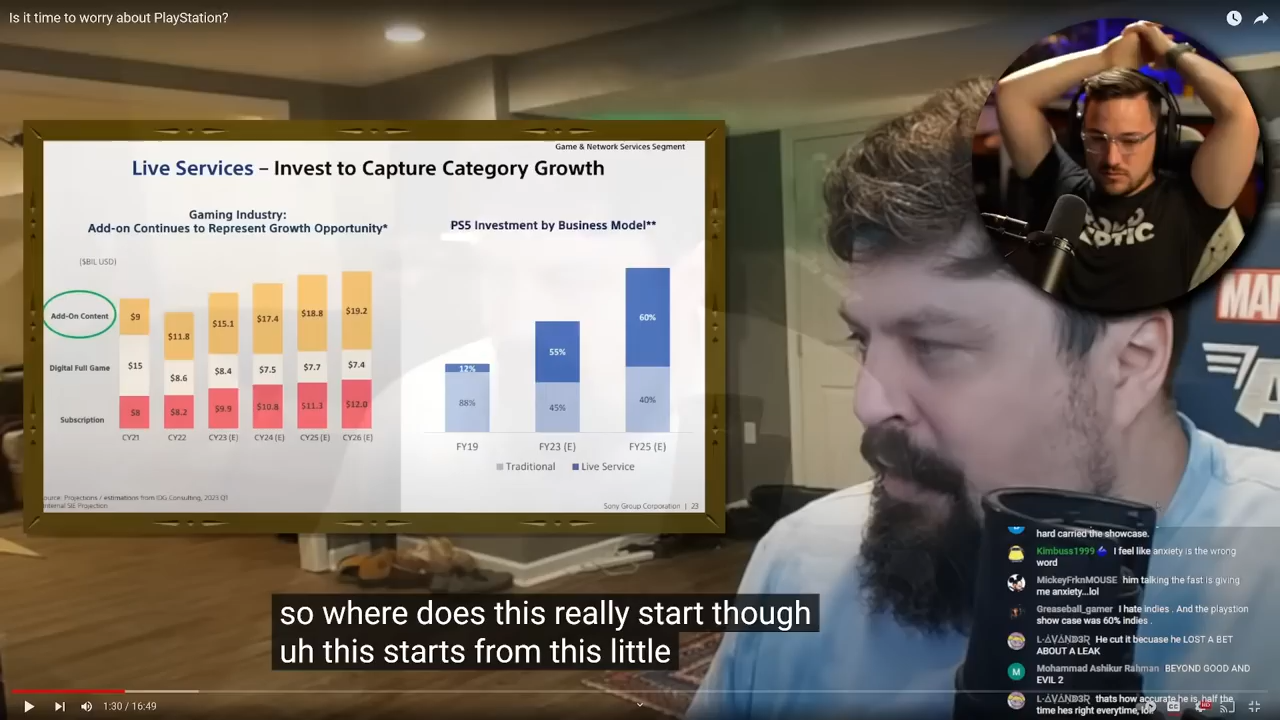 Is it time to worry about PlayStation?
Game & Network Services Segment
Live Services – Invest to Capture Category Growth
Gaming Industry:
Add-on Continues to Represent Growth Opportunity*
PS5 Investment by Business Model**
($BIL USD)
Add-On Content
Digital Full Game
Subscription
$9 $11.8 $15.1 $17.4 $18.8 $19.2
$15 $8.6 $8.4 $7.5 $7.7 $7.4
$8 $8.2 $9.9 $10.8 $11.3 $12.0
CY21 CY22 CY23 (E) CY24 (E) CY25 (E) CY26 (E)
12% 55% 60%
88% 45% 40%
FY19 FY23 (E) FY25 (E)
Traditional Live Service
ource: Projections / estimations from IDG Consulting, 2023 Q1
Internal SIE Projection
Sony Group Corporation | 23
MAR
so where does this really start though
uh this starts from this little
hard carried the showcase.
Kimbuss1999 I feel like anxiety is the wrong
word
MickeyFrknMOUSE him talking the fast is giving
me anxiety...lol
Greaseball_gamer I hate indies . And the playstion
show case was 60% indies .
He cut it becuase he LOST A BET
ABOUT A LEAK
M Mohammad Ashikur Rahman BEYOND GOOD AND
EVIL 2
thats how accurate he is, half the
time hes right everytime, lol
1:30 / 16:49